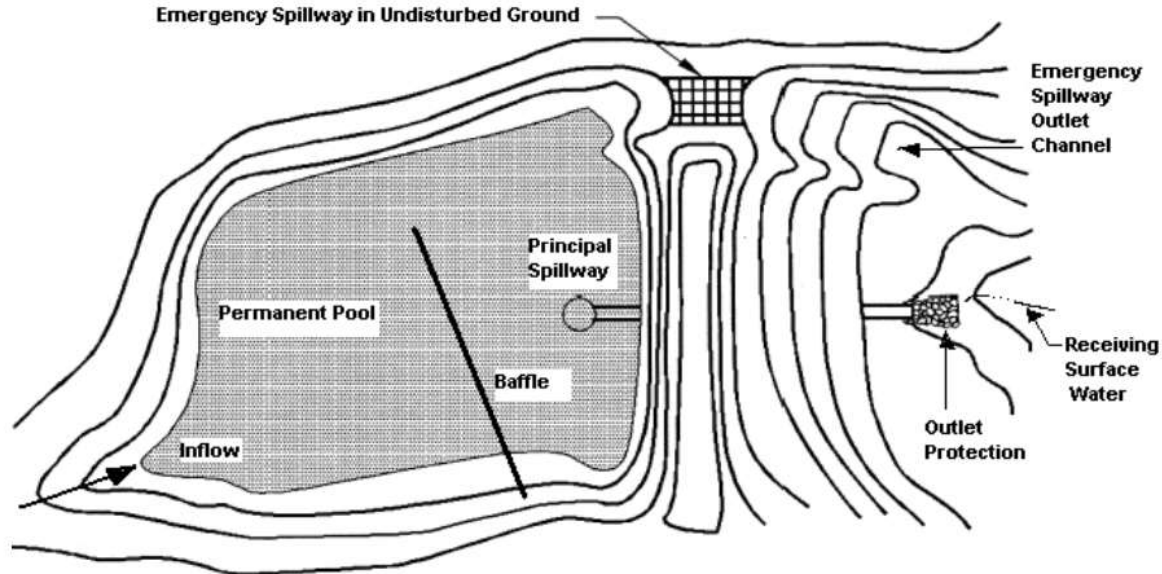 Emergency Spillway in Undisturbed Ground
Emergency
Spillway
Outlet
Channel
Principal
Spillway
Permanent Pool
Baffle
Inflow
Receiving
Surface
Water
Outlet
Protection